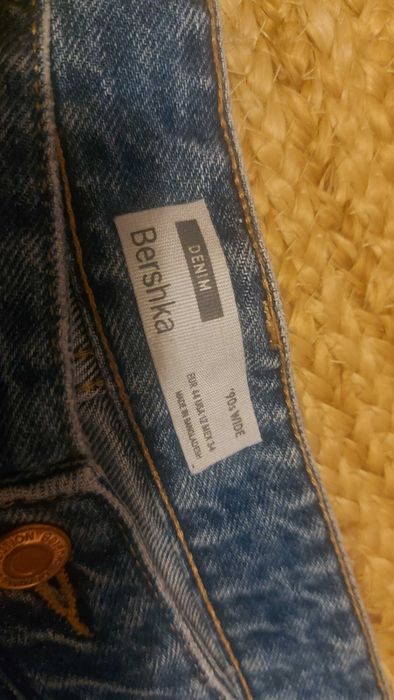 DENIM
Bershka
'90s WIDE
EUR 44 USA 12 MEX 34
MADE IN BANGLADESH